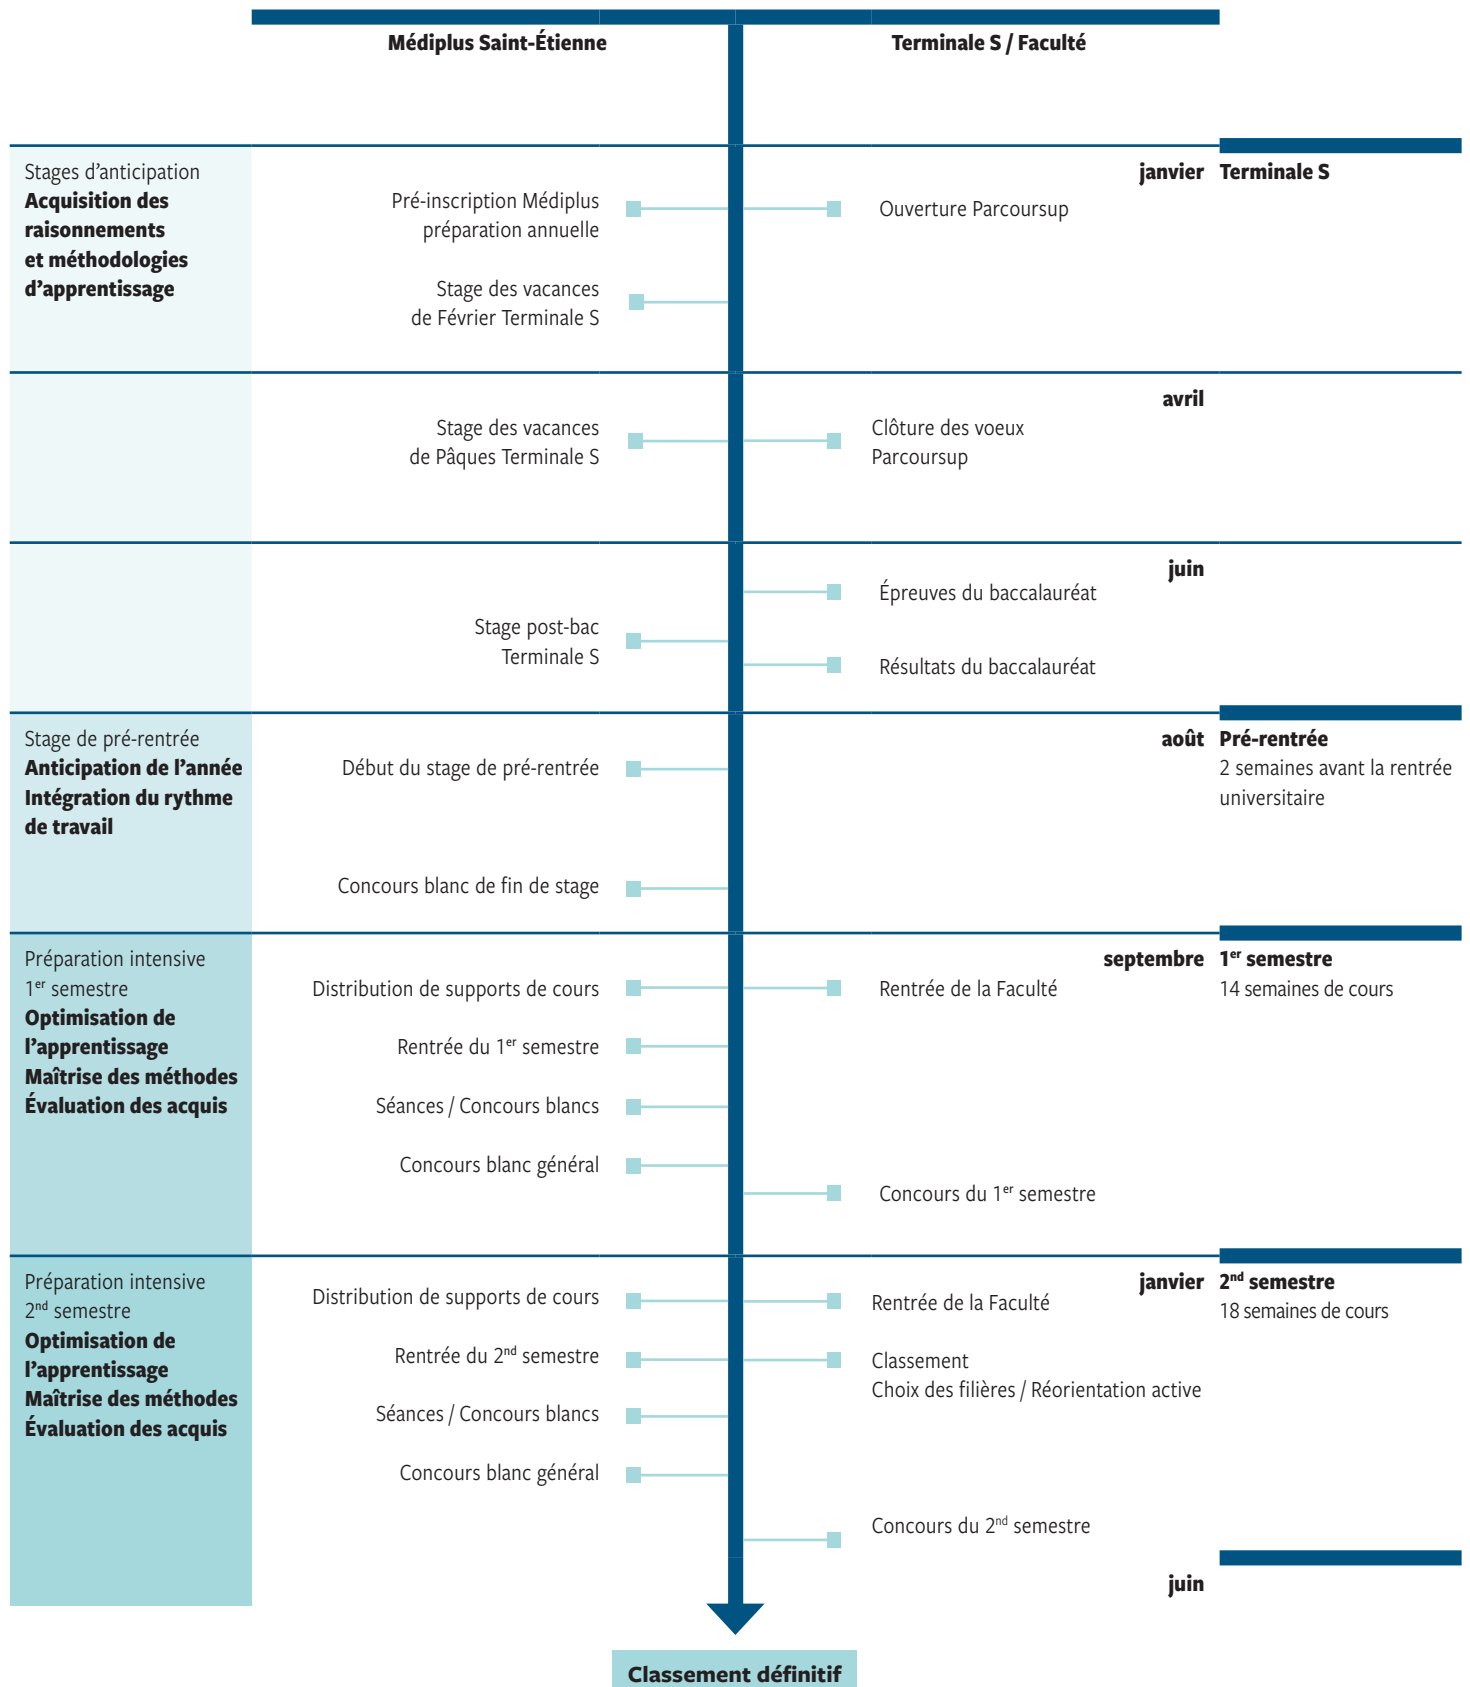 Médiplus Saint-Étienne
Terminale S / Faculté
Stages d’anticipation
Acquisition des
raisonnements
et méthodologies
d’apprentissage
Pré-inscription Médiplus
préparation annuelle
Stage des vacances
de Février Terminale S
janvier
Terminale S
Ouverture Parcoursup
Stage des vacances
de Pâques Terminale S
avril
Clôture des voeux
Parcoursup
Stage post-bac
Terminale S
juin
Épreuves du baccalauréat
Résultats du baccalauréat
Stage de pré-rentrée
Anticipation de l’année
Intégration du rythme
de travail
Début du stage de pré-rentrée
Concours blanc de fin de stage
août
Pré-rentrée
2 semaines avant la rentrée
universitaire
Préparation intensive
1er semestre
Optimisation de
l’apprentissage
Maîtrise des méthodes
Évaluation des acquis
Distribution de supports de cours
Rentrée du 1er semestre
Séances / Concours blancs
Concours blanc général
septembre
1er semestre
14 semaines de cours
Rentrée de la Faculté
Concours du 1er semestre
Préparation intensive
2nd semestre
Optimisation de
l’apprentissage
Maîtrise des méthodes
Évaluation des acquis
Distribution de supports de cours
Rentrée du 2nd semestre
Séances / Concours blancs
Concours blanc général
janvier
2nd semestre
18 semaines de cours
Rentrée de la Faculté
Classement
Choix des filières / Réorientation active
Concours du 2nd semestre
juin
Classement définitif